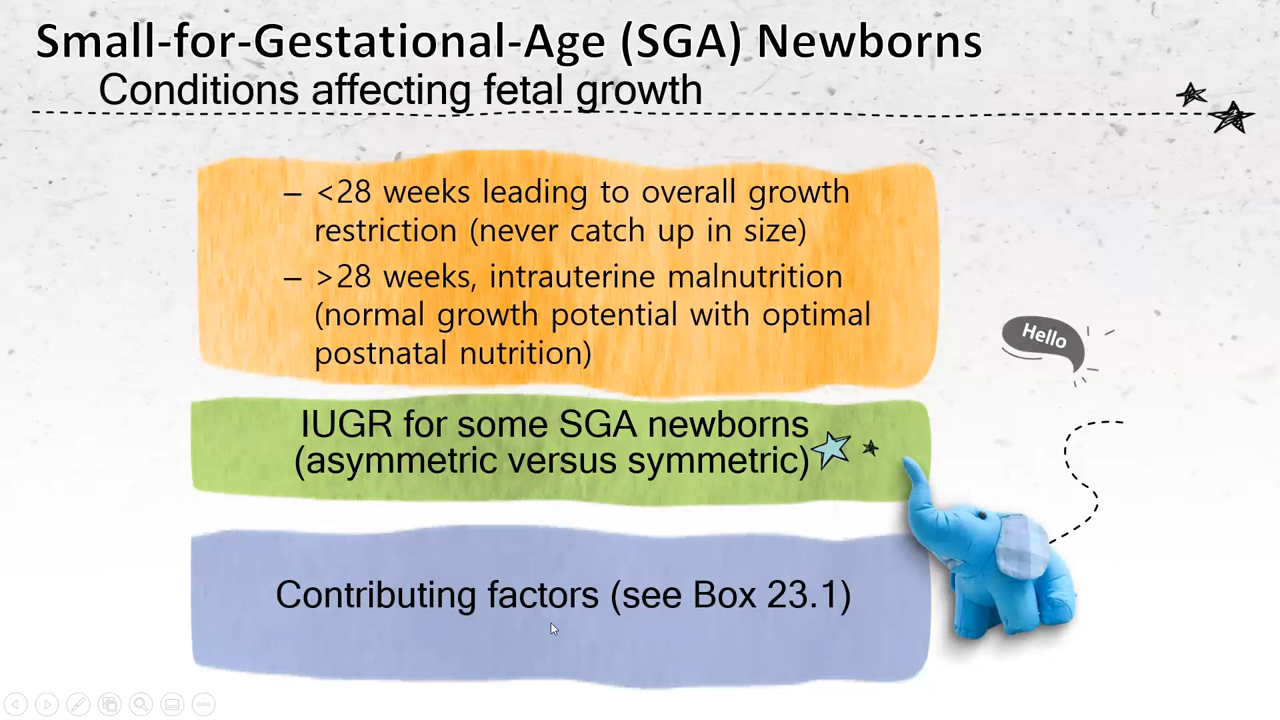 Small-for-Gestational-Age (SGA) Newborns
Conditions affecting fetal growth
– <28 weeks leading to overall growth
restriction (never catch up in size)
– >28 weeks, intrauterine malnutrition
(normal growth potential with optimal
postnatal nutrition)
Hello
IUGR for some SGA newborns
(asymmetric versus symmetric)
Contributing factors (see Box 23.1)